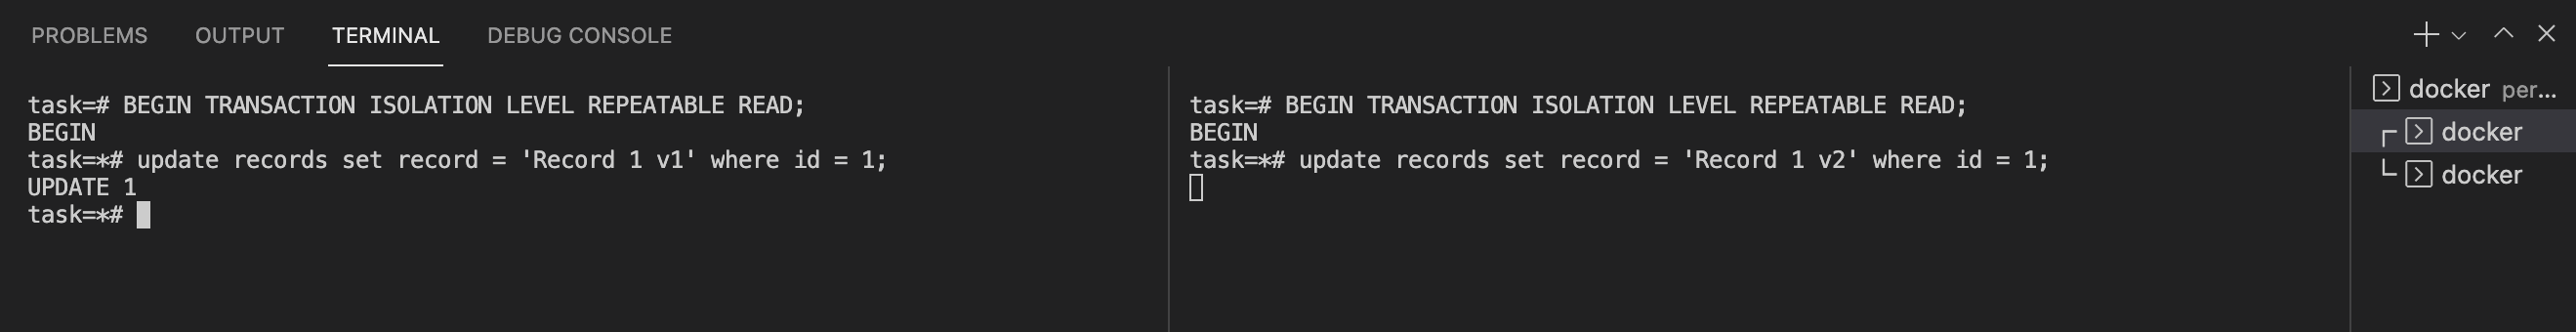 PROBLEMS OUTPUT TERMINAL DEBUG CONSOLE
task=# BEGIN TRANSACTION ISOLATION LEVEL REPEATABLE READ;
BEGIN
task=*# update records set record = 'Record 1 v1' where id = 1;
UPDATE 1
task=*#
task=# BEGIN TRANSACTION ISOLATION LEVEL REPEATABLE READ;
BEGIN
task=*# update records set record = 'Record 1 v2' where id = 1;
docker per...
docker
docker